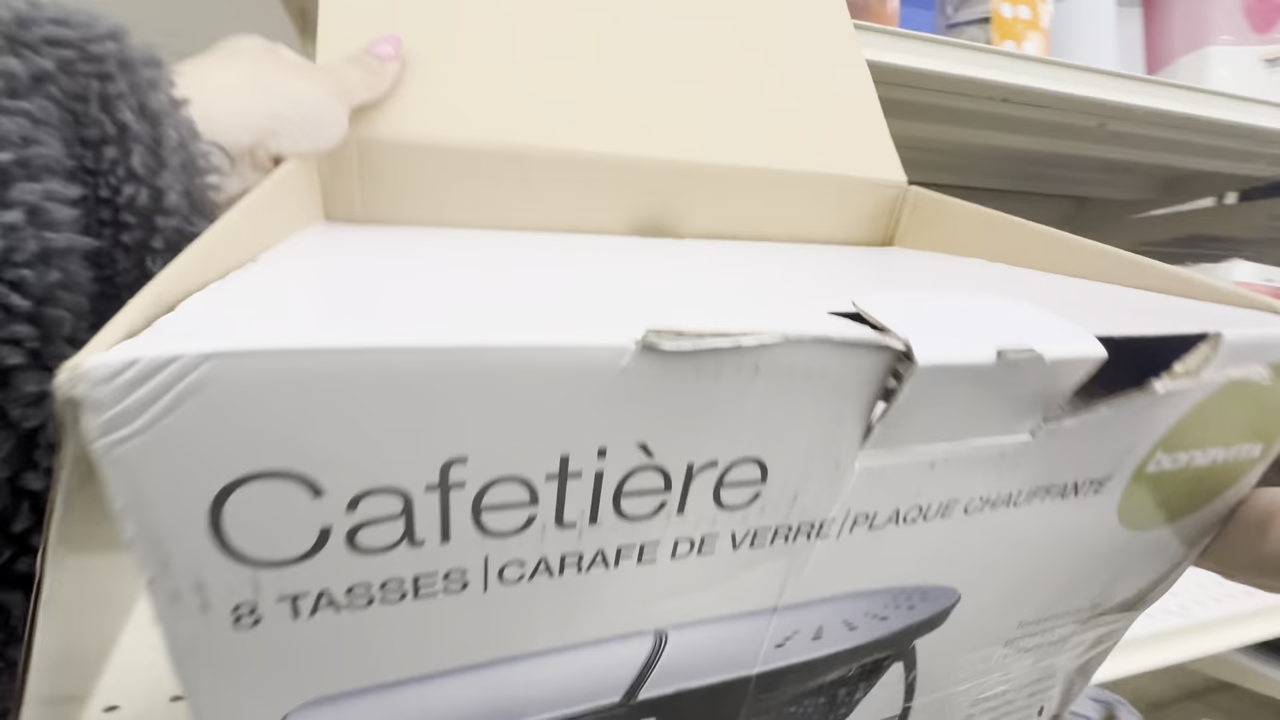 Cafetière
8 TASSES | CARAFE DE VERRE | PLAQUE CHAUFFANTE
bonavita